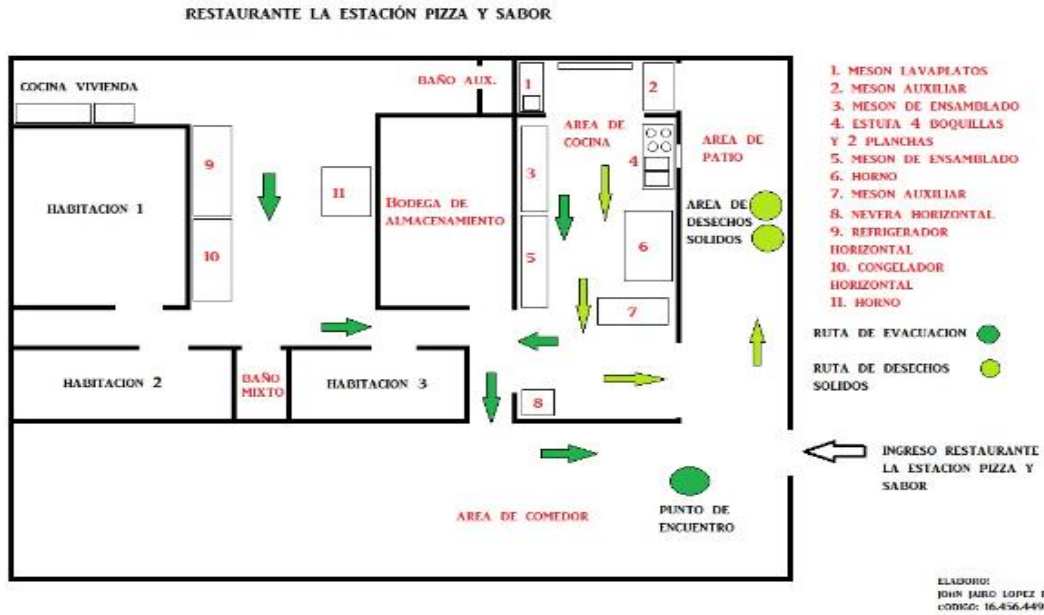 RESTAURANTE LA ESTACIÓN PIZZA Y SABOR
COCINA VIVIENDA
BAÑO AUX.
1
2
AREA DE
COCINA
AREA DE
PATIO
HABITACION 1
9
10
11
BODEGA DE
ALMACENAMIENTO
3
4
5
6
7
AREA DE
DESECHOS
SOLIDOS
HABITACION 2
BAÑO
MIXTO
HABITACION 3
8
AREA DE COMEDOR
PUNTO DE
ENCUENTRO
1. MESON LAVAPLATOS
2. MESON AUXILIAR
3. MESON DE ENSAMBLADO
4. ESTUFA 4 BOQUILLAS
Y 2 PLANCHAS
5. MESON DE ENSAMBLADO
6. HORNO
7. MESON AUXILIAR
8. NEVERA HORIZONTAL
9. REFRIGERADOR
HORIZONTAL
10. CONGELADOR
HORIZONTAL
11. HORNO
RUTA DE EVACUACION
RUTA DE DESECHOS
SOLIDOS
INGRESO RESTAURANTE
LA ESTACION PIZZA Y
SABOR
ELABORO:
JOHN JAIRO LOPEZ
CODIGO: 16.456.449